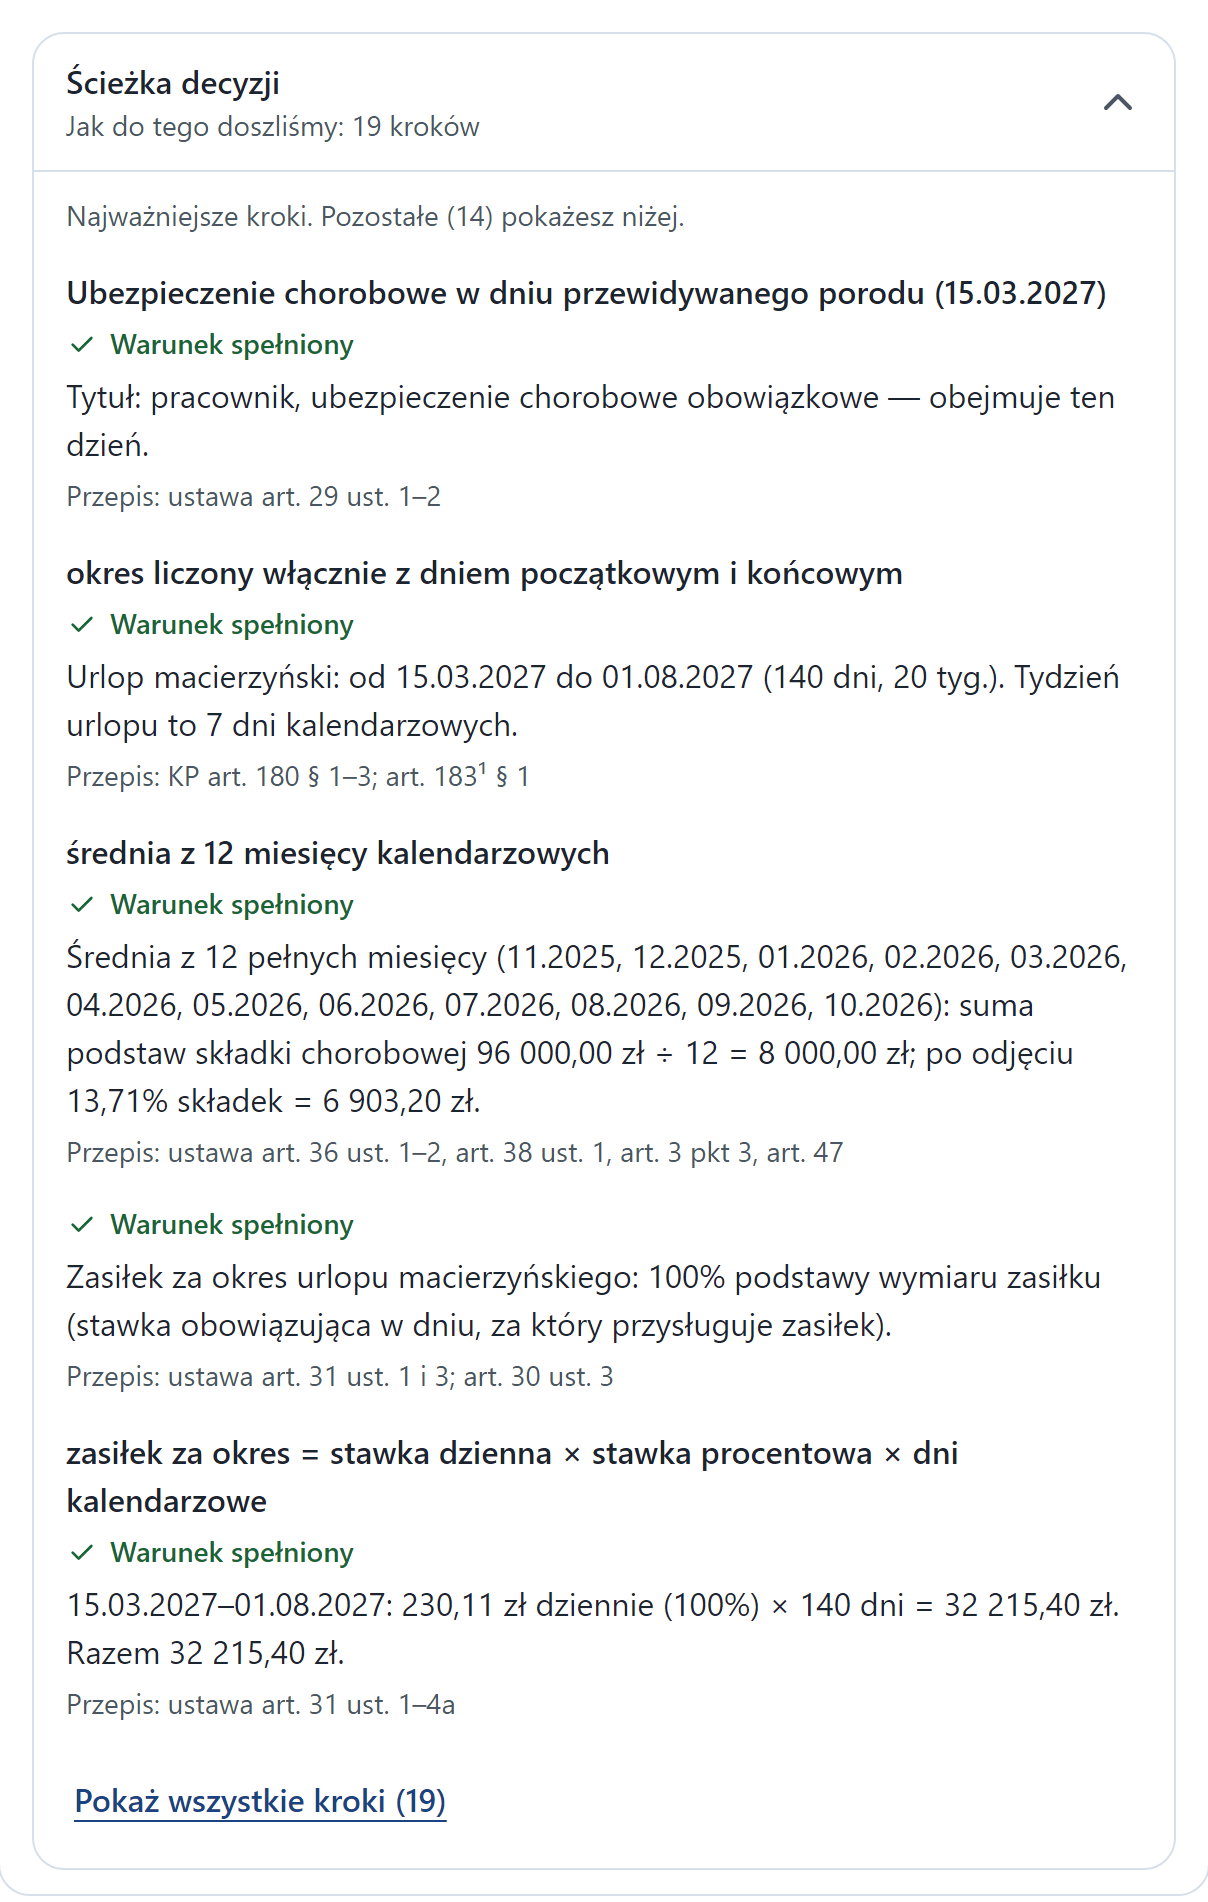 Ścieżka decyzji
Jak do tego doszliśmy: 19 kroków
Najważniejsze kroki. Pozostałe (14) pokażesz niżej.
Ubezpieczenie chorobowe w dniu przewidywanego porodu (15.03.2027)
✓ Warunek spełniony
Tytuł: pracownik, ubezpieczenie chorobowe obowiązkowe — obejmuje ten
dzień.
Przepis: ustawa art. 29 ust. 1–2
okres liczony włącznie z dniem początkowym i końcowym
✓ Warunek spełniony
Urlop macierzyński: od 15.03.2027 do 01.08.2027 (140 dni, 20 tyg.). Tydzień
urlopu to 7 dni kalendarzowych.
Przepis: KP art. 180 § 1–3; art. 183¹ § 1
średnia z 12 miesięcy kalendarzowych
✓ Warunek spełniony
Średnia z 12 pełnych miesięcy (11.2025, 12.2025, 01.2026, 02.2026, 03.2026,
04.2026, 05.2026, 06.2026, 07.2026, 08.2026, 09.2026, 10.2026): suma
podstaw składki chorobowej 96 000,00 zł ÷ 12 = 8 000,00 zł; po odjęciu
13,71% składek = 6 903,20 zł.
Przepis: ustawa art. 36 ust. 1–2, art. 38 ust. 1, art. 3 pkt 3, art. 47
✓ Warunek spełniony
Zasiłek za okres urlopu macierzyńskiego: 100% podstawy wymiaru zasiłku
(stawka obowiązująca w dniu, za który przysługuje zasiłek).
Przepis: ustawa art. 31 ust. 1 i 3; art. 30 ust. 3
zasiłek za okres = stawka dzienna × stawka procentowa × dni
kalendarzowe
✓ Warunek spełniony
15.03.2027–01.08.2027: 230,11 zł dziennie (100%) × 140 dni = 32 215,40 zł.
Razem 32 215,40 zł.
Przepis: ustawa art. 31 ust. 1–4a
Pokaż wszystkie kroki (19)